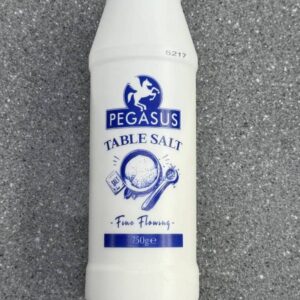 5217
PEGASUS
TABLE SALT
- Fine Flowing -
750g e